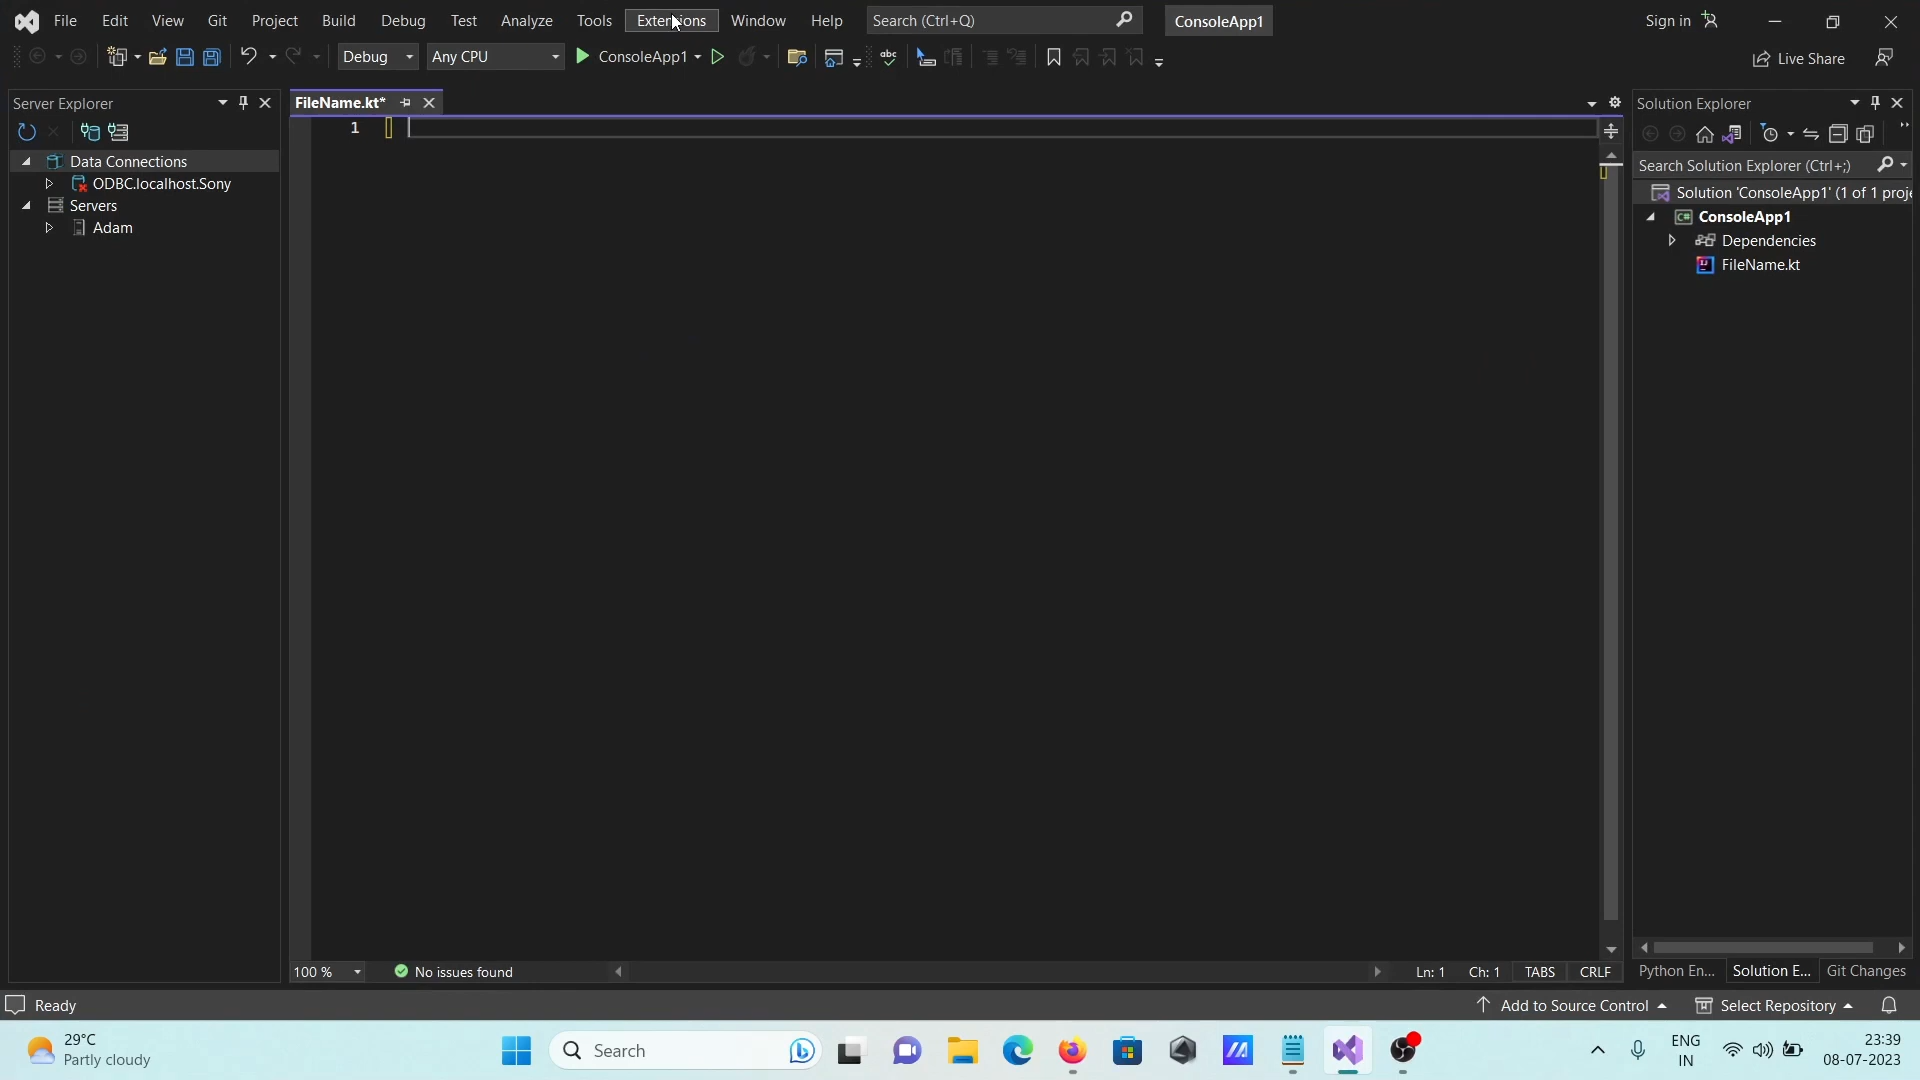 File Edit View Git Project Build Debug Test Analyze Tools Extensions Window Help Search (Ctrl+Q) ConsoleApp1 Sign in
Debug Any CPU ConsoleApp1 Live Share
Server Explorer
Data Connections
ODBC.localhost.Sony
Servers
Adam
FileName.kt*
1
Solution Explorer
Search Solution Explorer (Ctrl+;)
Solution 'ConsoleApp1' (1 of 1 proje
ConsoleApp1
Dependencies
FileName.kt
100 % No issues found Ln: 1 Ch: 1 TABS CRLF
Python En... Solution E... Git Changes
Ready Add to Source Control Select Repository
29°C
Partly cloudy
Search
ENG
IN
23:39
08-07-2023